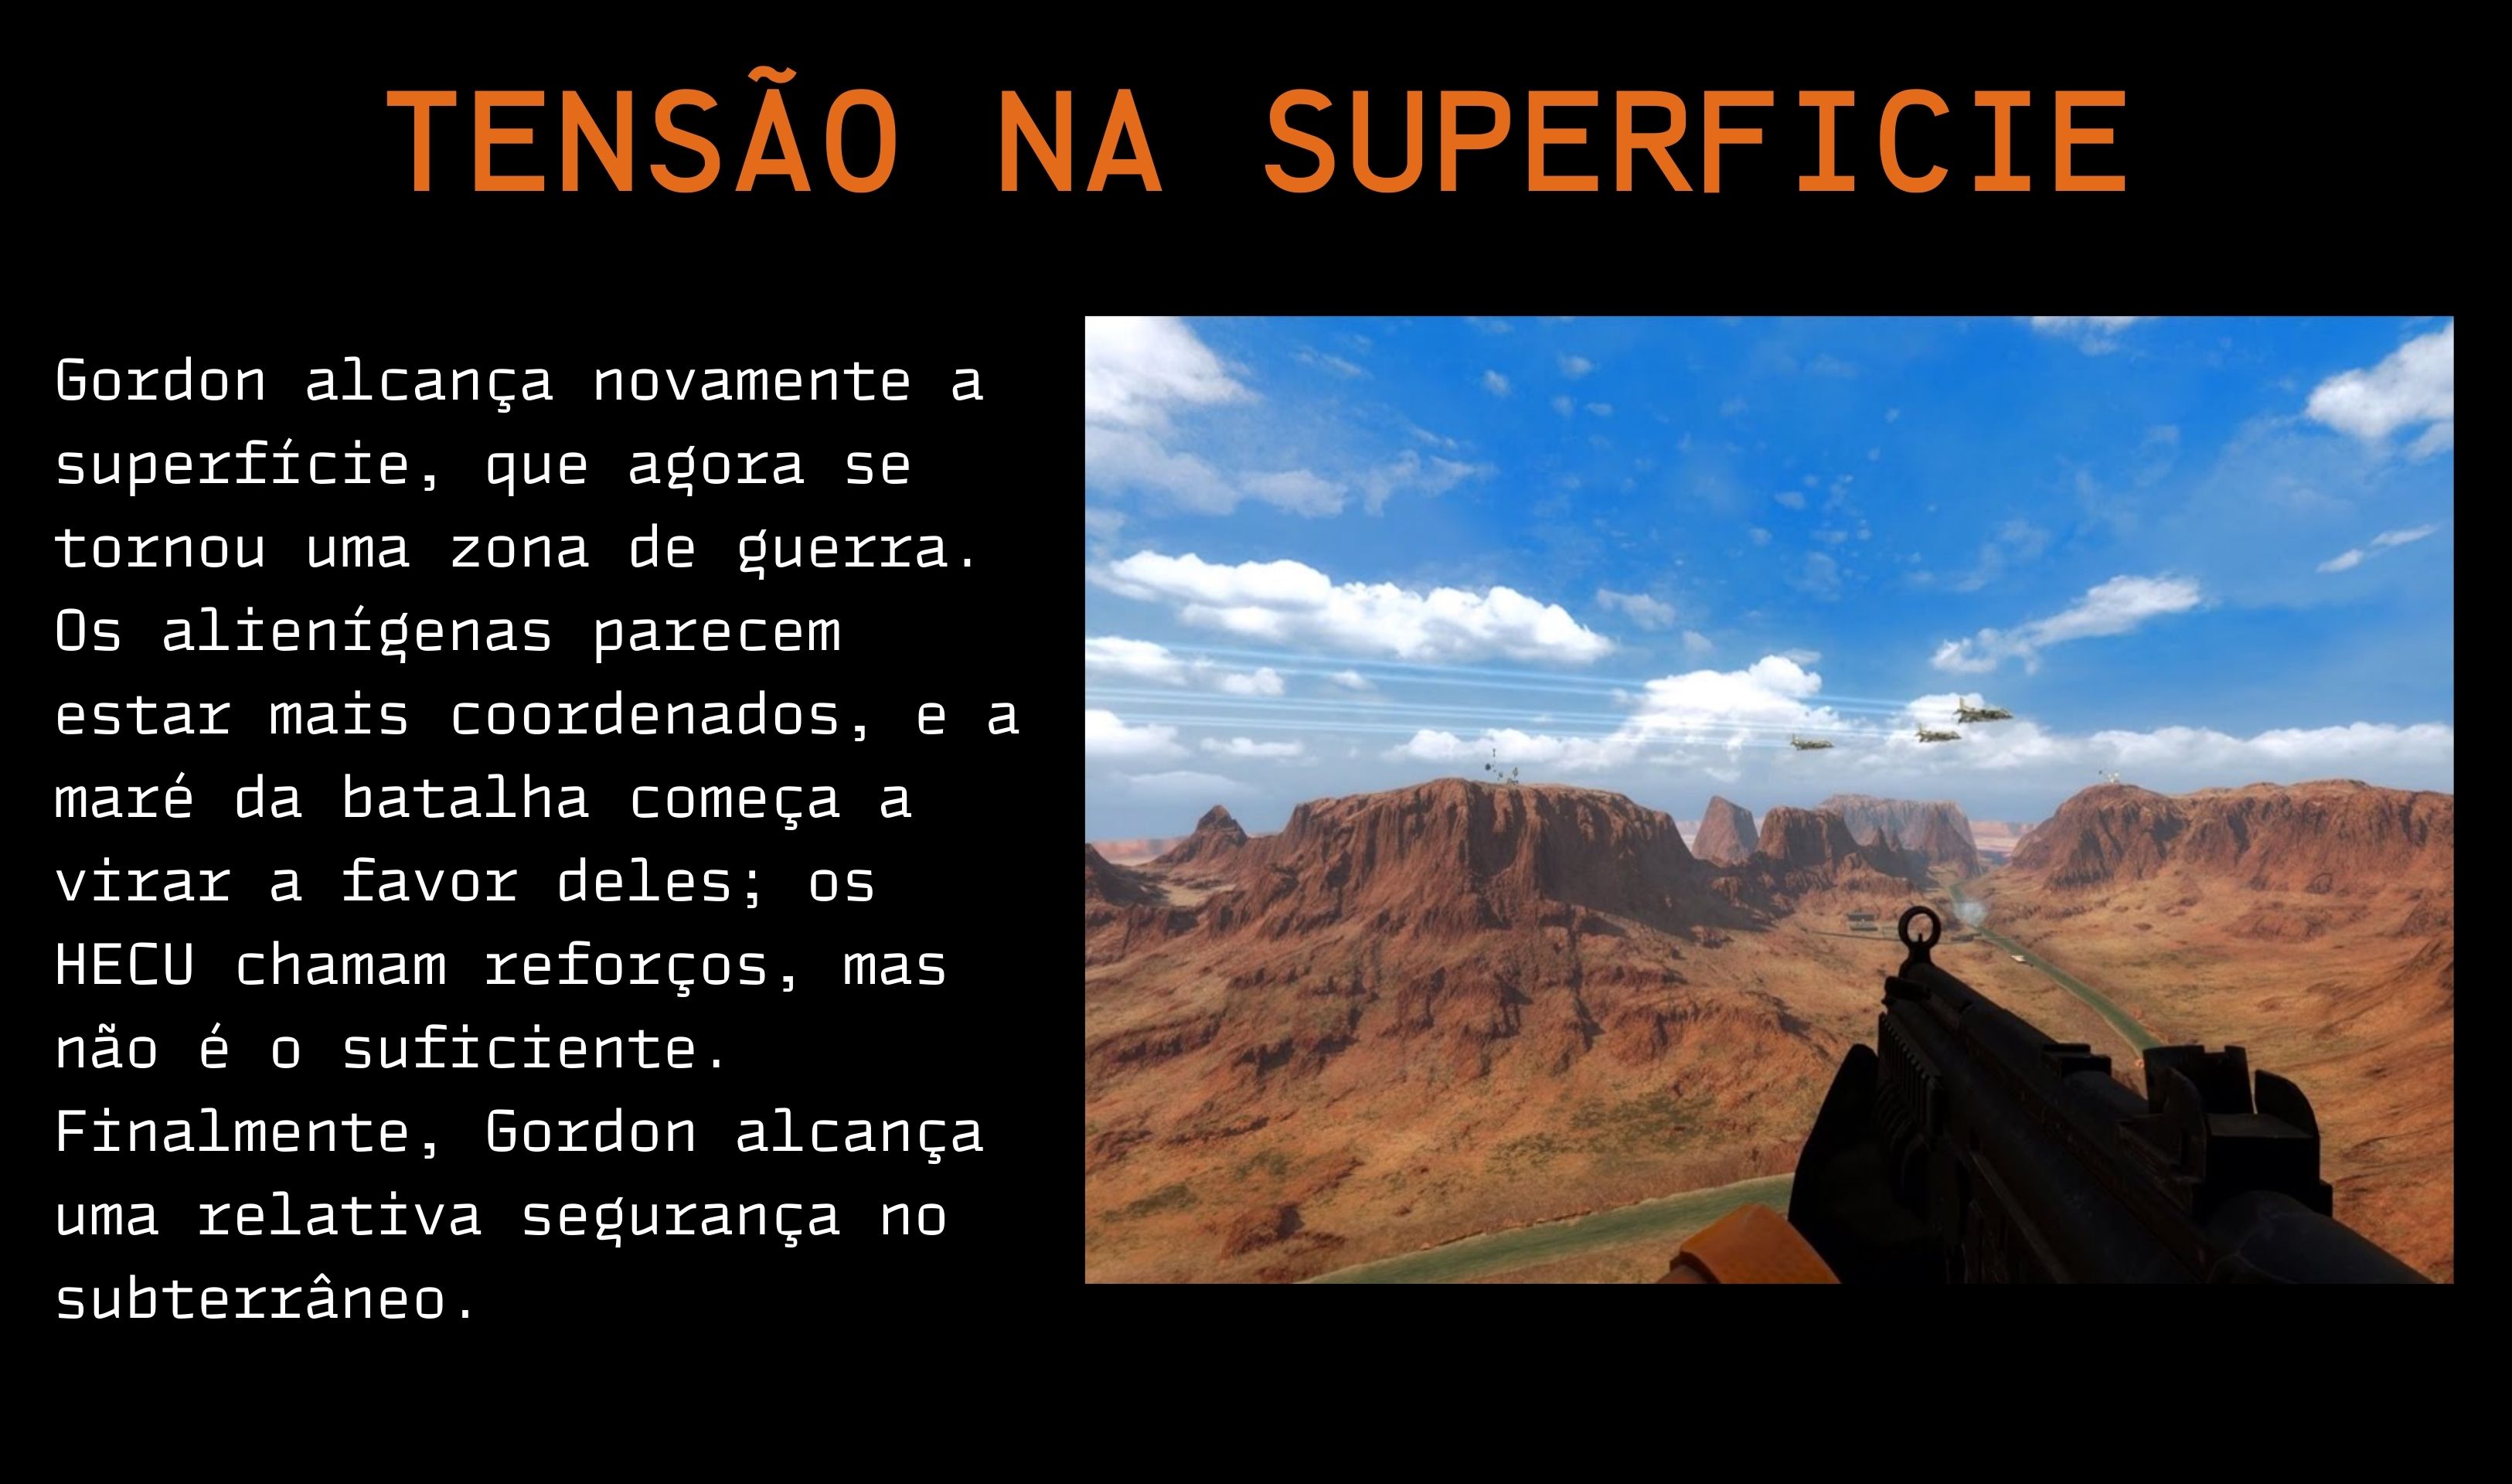 TENSÃO NA SUPERFICIE
Gordon alcança novamente a
superfície, que agora se
tornou uma zona de guerra.
Os alienígenas parecem
estar mais coordenados, e a
maré da batalha começa a
virar a favor deles; os
HECU chamam reforços, mas
não é o suficiente.
Finalmente, Gordon alcança
uma relativa segurança no
subterrâneo.